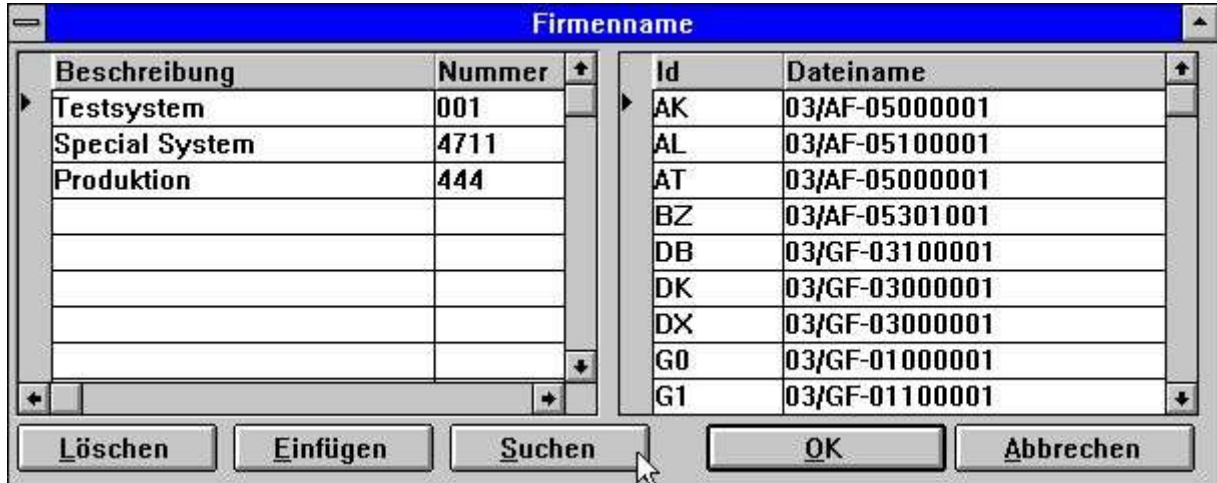 Firmenname
Beschreibung Nummer
Testsystem 001
Special System 4711
Produktion 444
Id Dateiname
AK 03/AF-05000001
AL 03/AF-05100001
AT 03/AF-05000001
BZ 03/AF-05301001
DB 03/GF-03100001
DK 03/GF-03000001
DX 03/GF-03000001
G0 03/GF-01000001
G1 03/GF-01100001
Löschen Einfügen Suchen OK Abbrechen